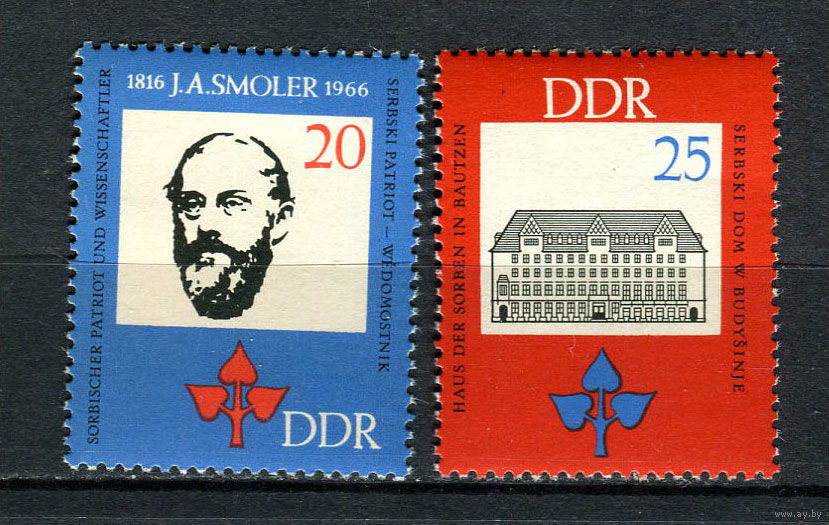 1816 J.A.SMOLER 1966
20
SORBISCHER PATRIOT UND WISSENSCHAFTLER
SERBSKI PATRIOT – WĚDOMOSTNIK
DDR
DDR
25
HAUS DER SORBEN IN BAUTZEN
SERBSKI DOM W BUDYŠINJE
www.ay.by